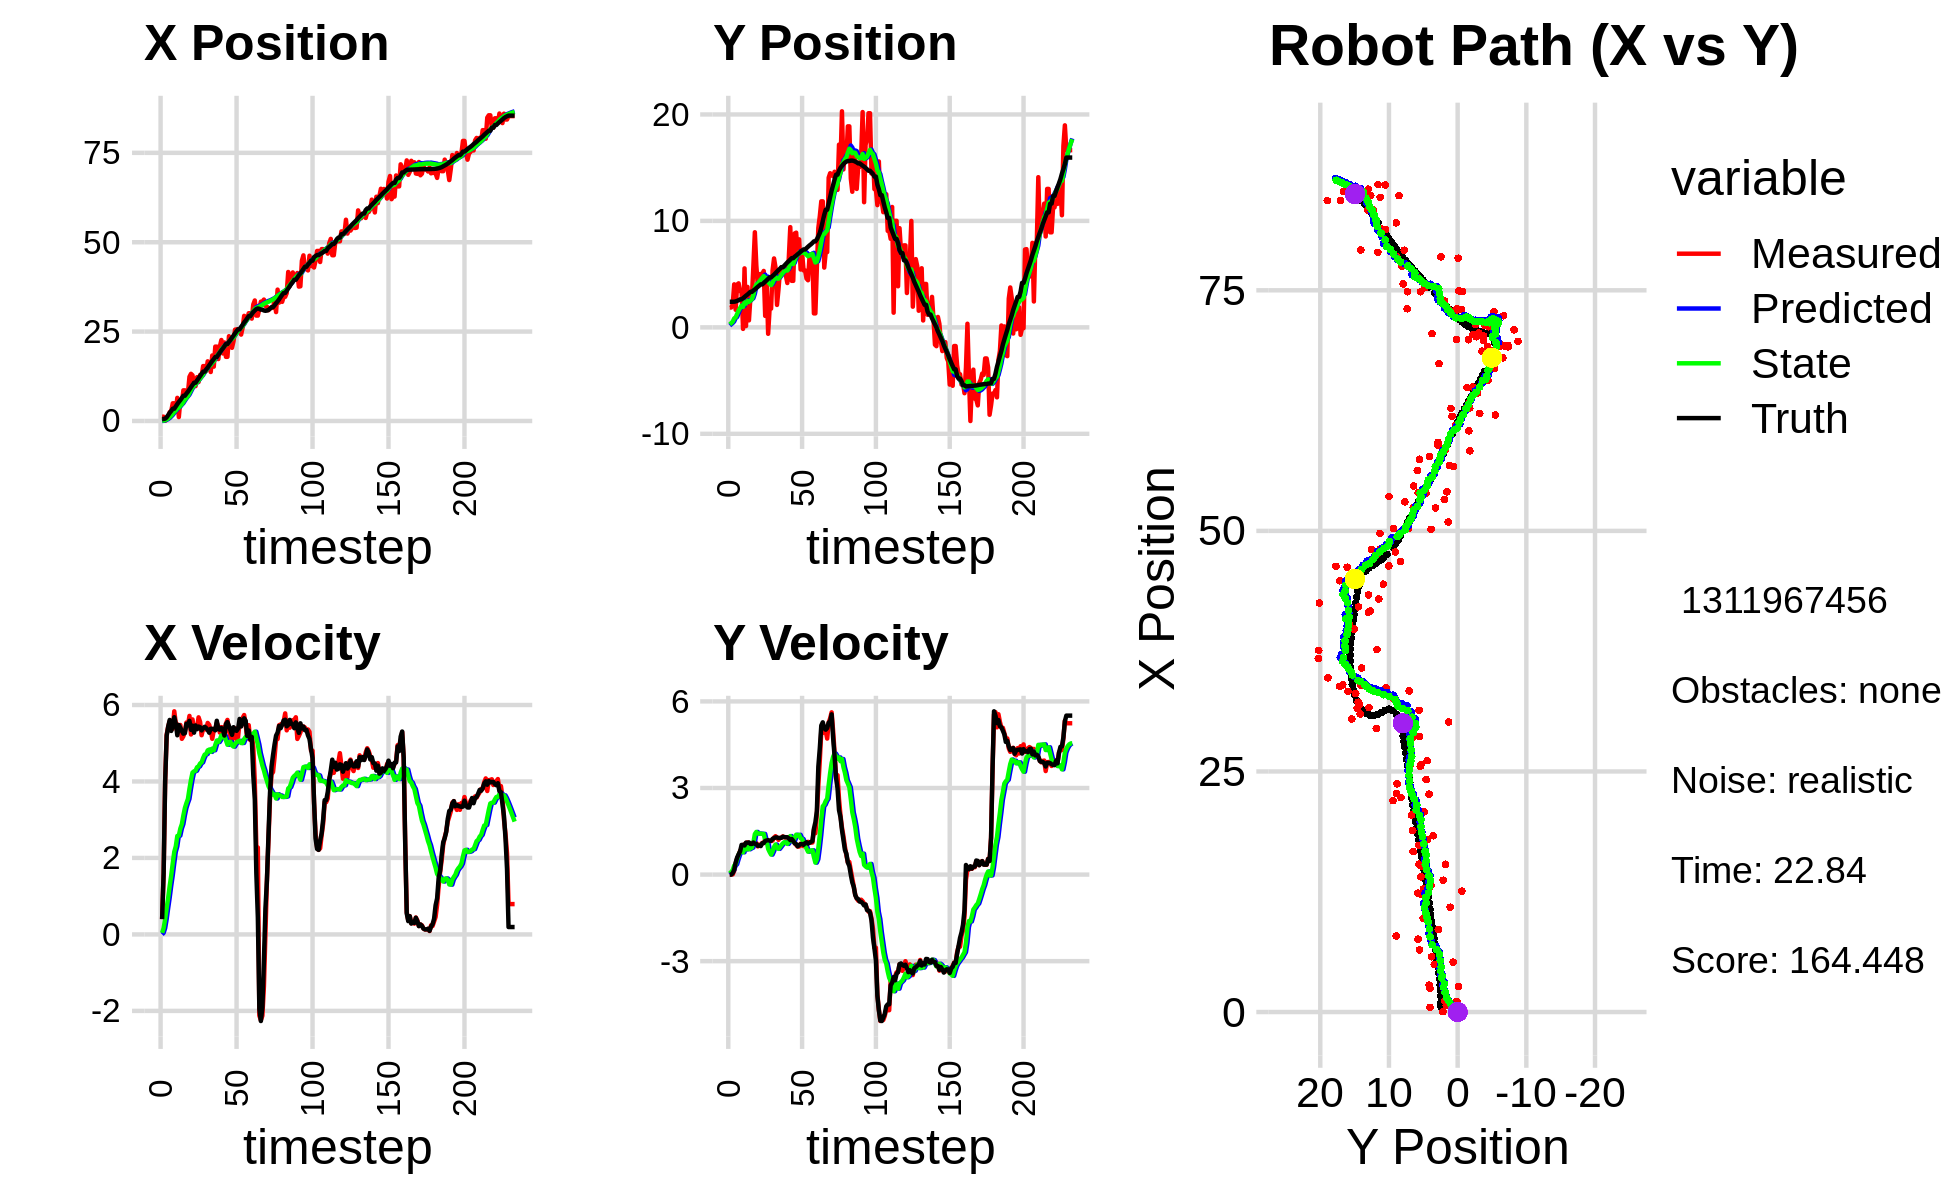 X Position
75
50
25
0
0
50
100
150
200
timestep
Y Position
20
10
0
-10
0
50
100
150
200
timestep
X Velocity
6
4
2
0
-2
0
50
100
150
200
timestep
Y Velocity
6
3
0
-3
0
50
100
150
200
timestep
Robot Path (X vs Y)
X Position
75
50
25
0
20 10 0 -10 -20
Y Position
variable
Measured
Predicted
State
Truth
1311967456
Obstacles: none
Noise: realistic
Time: 22.84
Score: 164.448